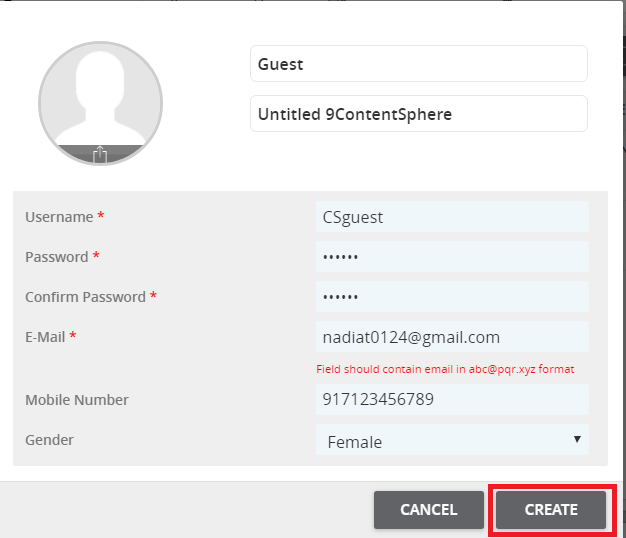 Guest
Untitled 9ContentSphere
Username * CSguest
Password * ••••••
Confirm Password * ••••••
E-Mail * nadiat0124@gmail.com
Field should contain email in abc@pqr.xyz format
Mobile Number 917123456789
Gender Female
CANCEL CREATE